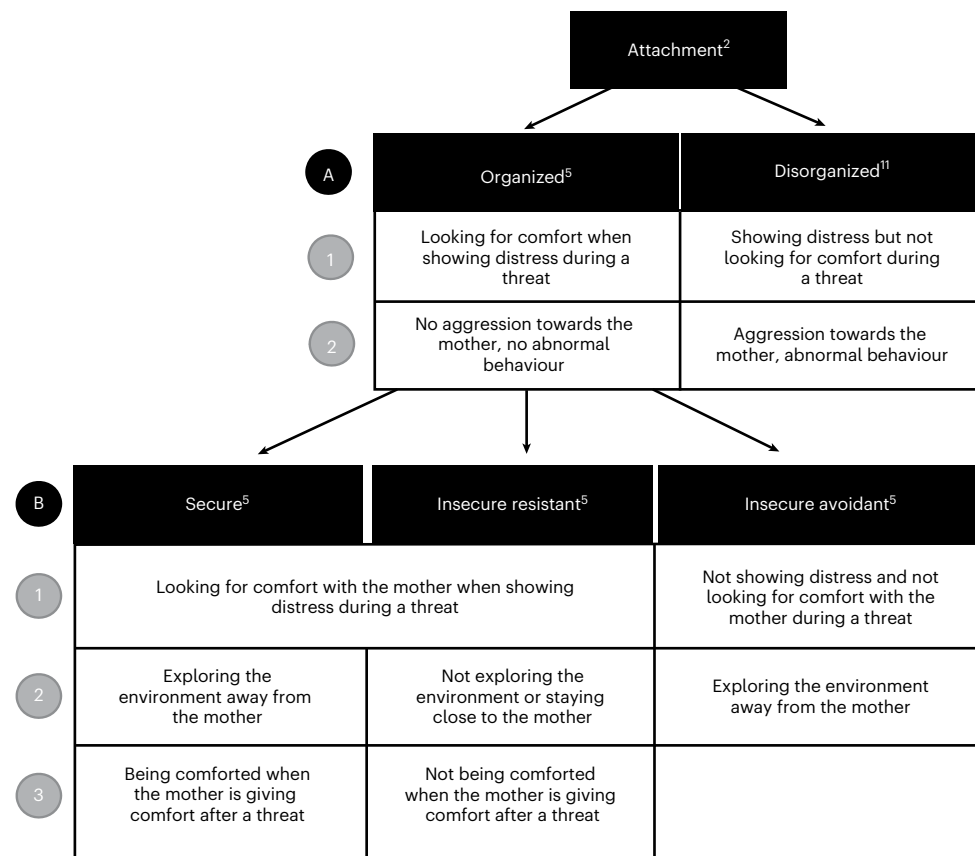 Attachment2
A
Organized5
Disorganized11
1
Looking for comfort when
showing distress during a
threat
Showing distress but not
looking for comfort during
a threat
2
No aggression towards the
mother, no abnormal
behaviour
Aggression towards the
mother, abnormal behaviour
B
Secure5
Insecure resistant5
Insecure avoidant5
1
Looking for comfort with the mother when showing
distress during a threat
Not showing distress and not
looking for comfort with the
mother during a threat
2
Exploring the
environment away from
the mother
Not exploring the
environment or staying
close to the mother
Exploring the environment
away from the mother
3
Being comforted when
the mother is giving
comfort after a threat
Not being comforted
when the mother is giving
comfort after a threat